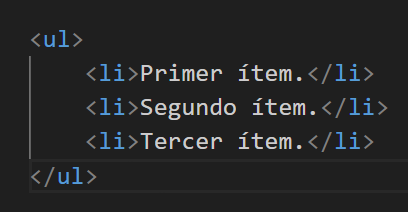 <ul>
<li>Primer ítem.</li>
<li>Segundo ítem.</li>
<li>Tercer ítem.</li>
</ul>